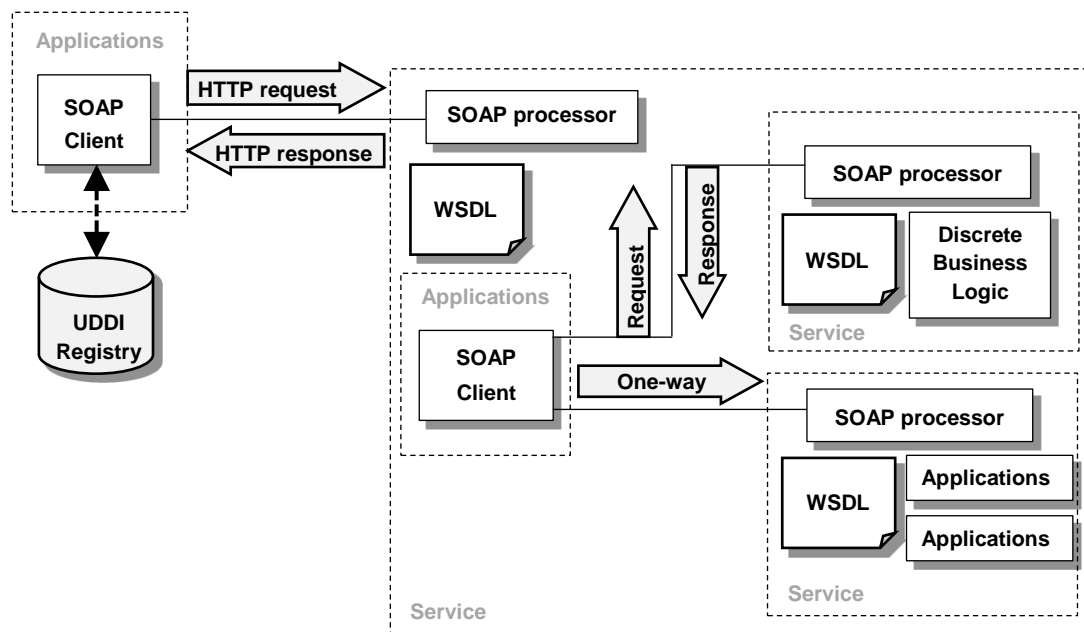 Applications
SOAP
Client
HTTP request
HTTP response
UDDI
Registry
SOAP processor
WSDL
Applications
SOAP
Client
Request
Response
One-way
SOAP processor
WSDL
Discrete
Business
Logic
Service
SOAP processor
WSDL
Applications
Applications
Service
Service